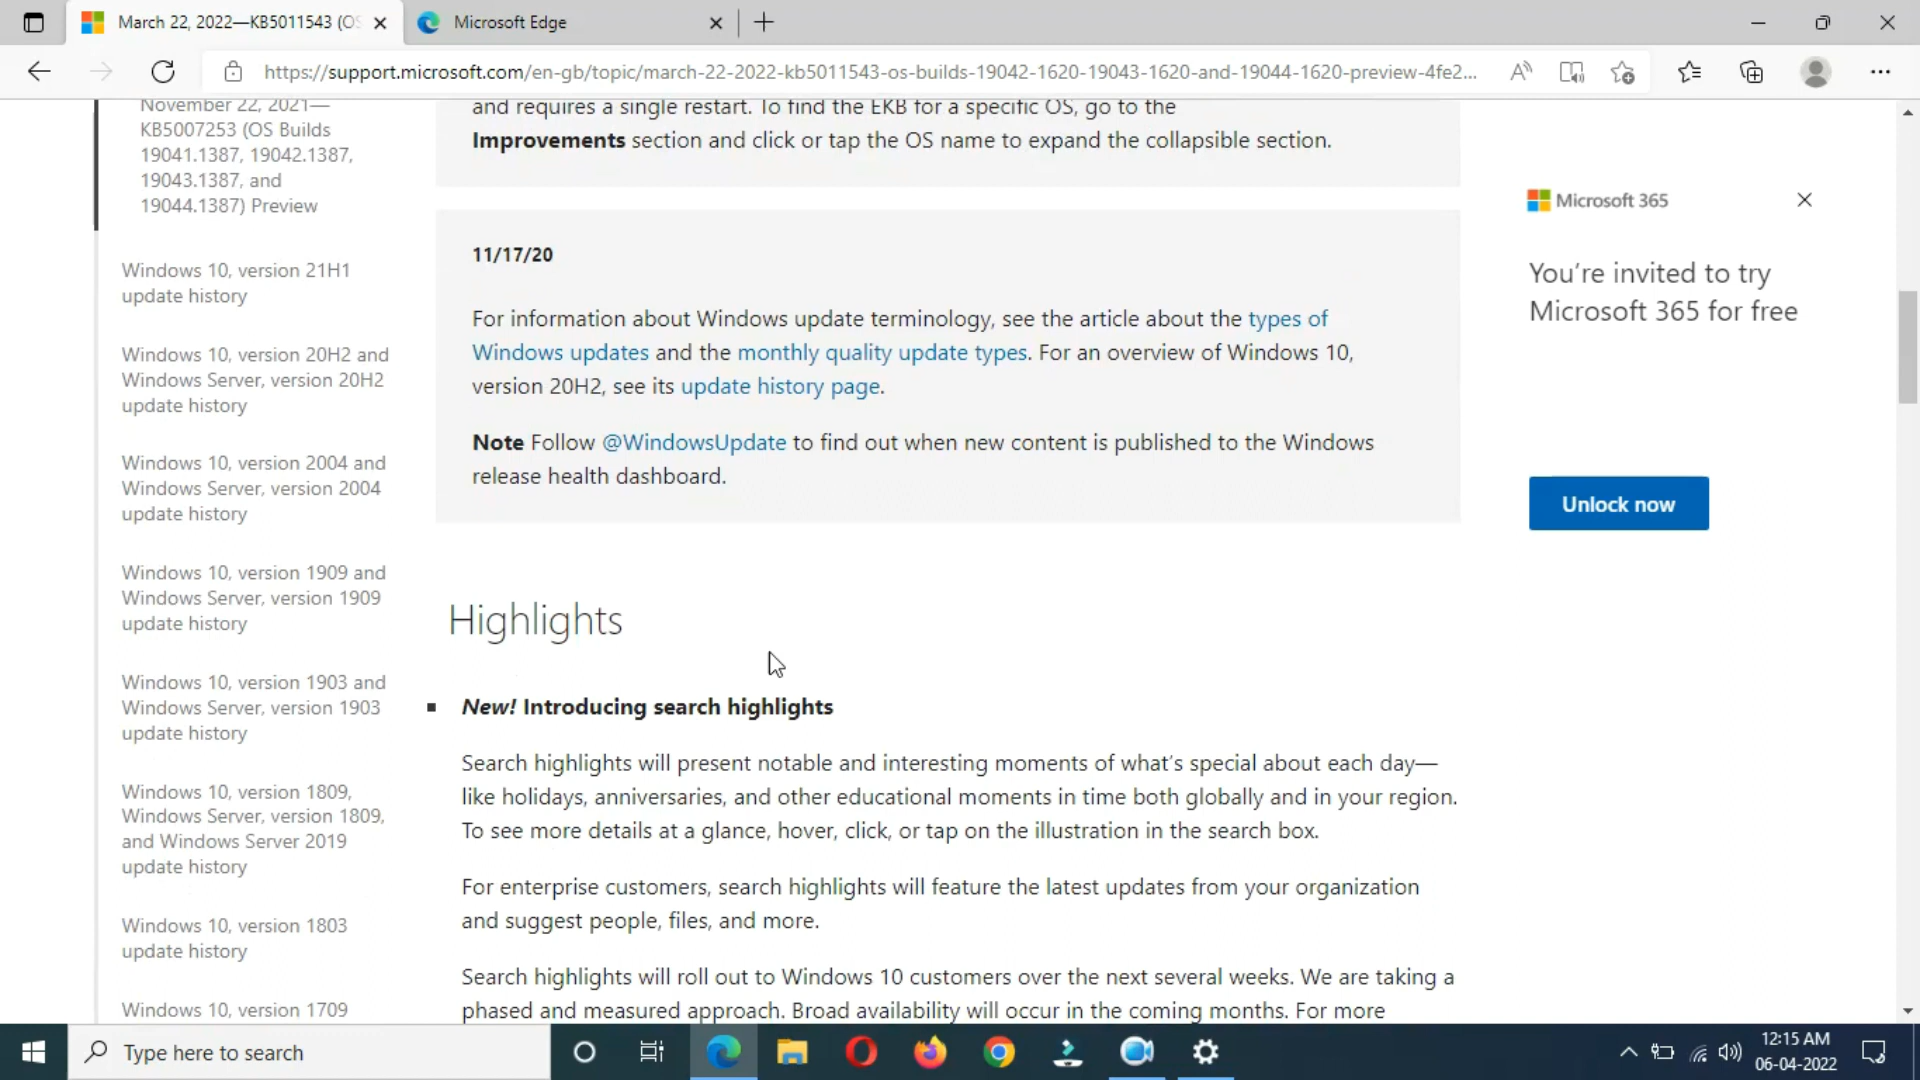 March 22, 2022—KB5011543 (OS
Microsoft Edge
https://support.microsoft.com/en-gb/topic/march-22-2022-kb5011543-os-builds-19042-1620-19043-1620-and-19044-1620-preview-4fe2...
November 22, 2021—
KB5007253 (OS Builds
19041.1387, 19042.1387,
19043.1387, and
19044.1387) Preview
Windows 10, version 21H1
update history
Windows 10, version 20H2 and
Windows Server, version 20H2
update history
Windows 10, version 2004 and
Windows Server, version 2004
update history
Windows 10, version 1909 and
Windows Server, version 1909
update history
Windows 10, version 1903 and
Windows Server, version 1903
update history
Windows 10, version 1809,
Windows Server, version 1809,
and Windows Server 2019
update history
Windows 10, version 1803
update history
Windows 10, version 1709
and requires a single restart. To find the EKB for a specific OS, go to the
Improvements section and click or tap the OS name to expand the collapsible section.
11/17/20
For information about Windows update terminology, see the article about the types of
Windows updates and the monthly quality update types. For an overview of Windows 10,
version 20H2, see its update history page.
Note Follow @WindowsUpdate to find out when new content is published to the Windows
release health dashboard.
Highlights
New! Introducing search highlights
Search highlights will present notable and interesting moments of what's special about each day—
like holidays, anniversaries, and other educational moments in time both globally and in your region.
To see more details at a glance, hover, click, or tap on the illustration in the search box.
For enterprise customers, search highlights will feature the latest updates from your organization
and suggest people, files, and more.
Search highlights will roll out to Windows 10 customers over the next several weeks. We are taking a
phased and measured approach. Broad availability will occur in the coming months. For more
Microsoft 365
You're invited to try
Microsoft 365 for free
Unlock now
Type here to search
12:15 AM
06-04-2022